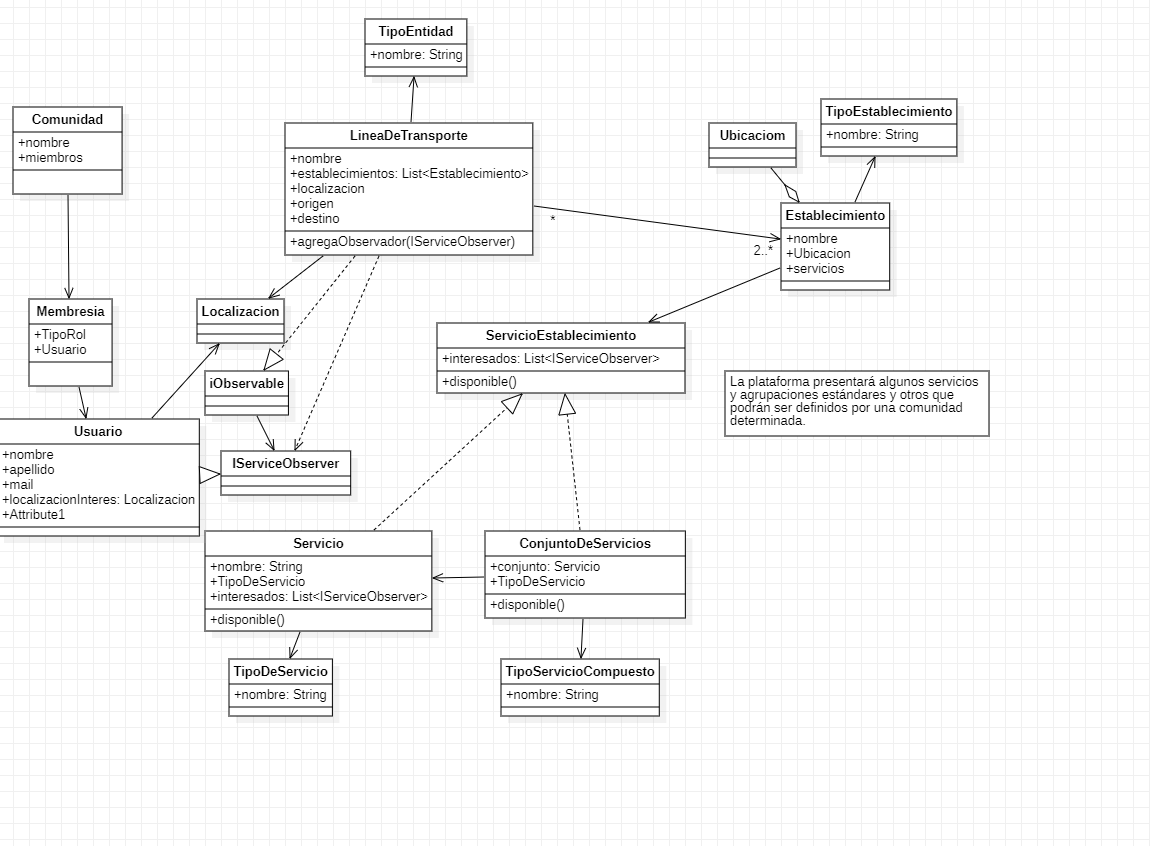 TipoEntidad
+nombre: String
Comunidad
+nombre
+miembros
LineaDeTransporte
+nombre
+establecimientos: List<Establecimiento>
+localizacion
+origen
+destino
+agregaObservador(IServiceObserver)
Ubicaciom
TipoEstablecimiento
+nombre: String
Establecimiento
+nombre
+Ubicacion
+servicios
*
2..*
Membresia
+TipoRol
+Usuario
Localizacion
iObservable
ServicioEstablecimiento
+interesados: List<IServiceObserver>
+disponible()
La plataforma presentará algunos servicios
y agrupaciones estándares y otros que
podrán ser definidos por una comunidad
determinada.
Usuario
+nombre
+apellido
+mail
+localizacionInteres: Localizacion
+Attribute1
IServiceObserver
Servicio
+nombre: String
+TipoDeServicio
+interesados: List<IServiceObserver>
+disponible()
ConjuntoDeServicios
+conjunto: Servicio
+TipoDeServicio
+disponible()
TipoDeServicio
+nombre: String
TipoServicioCompuesto
+nombre: String